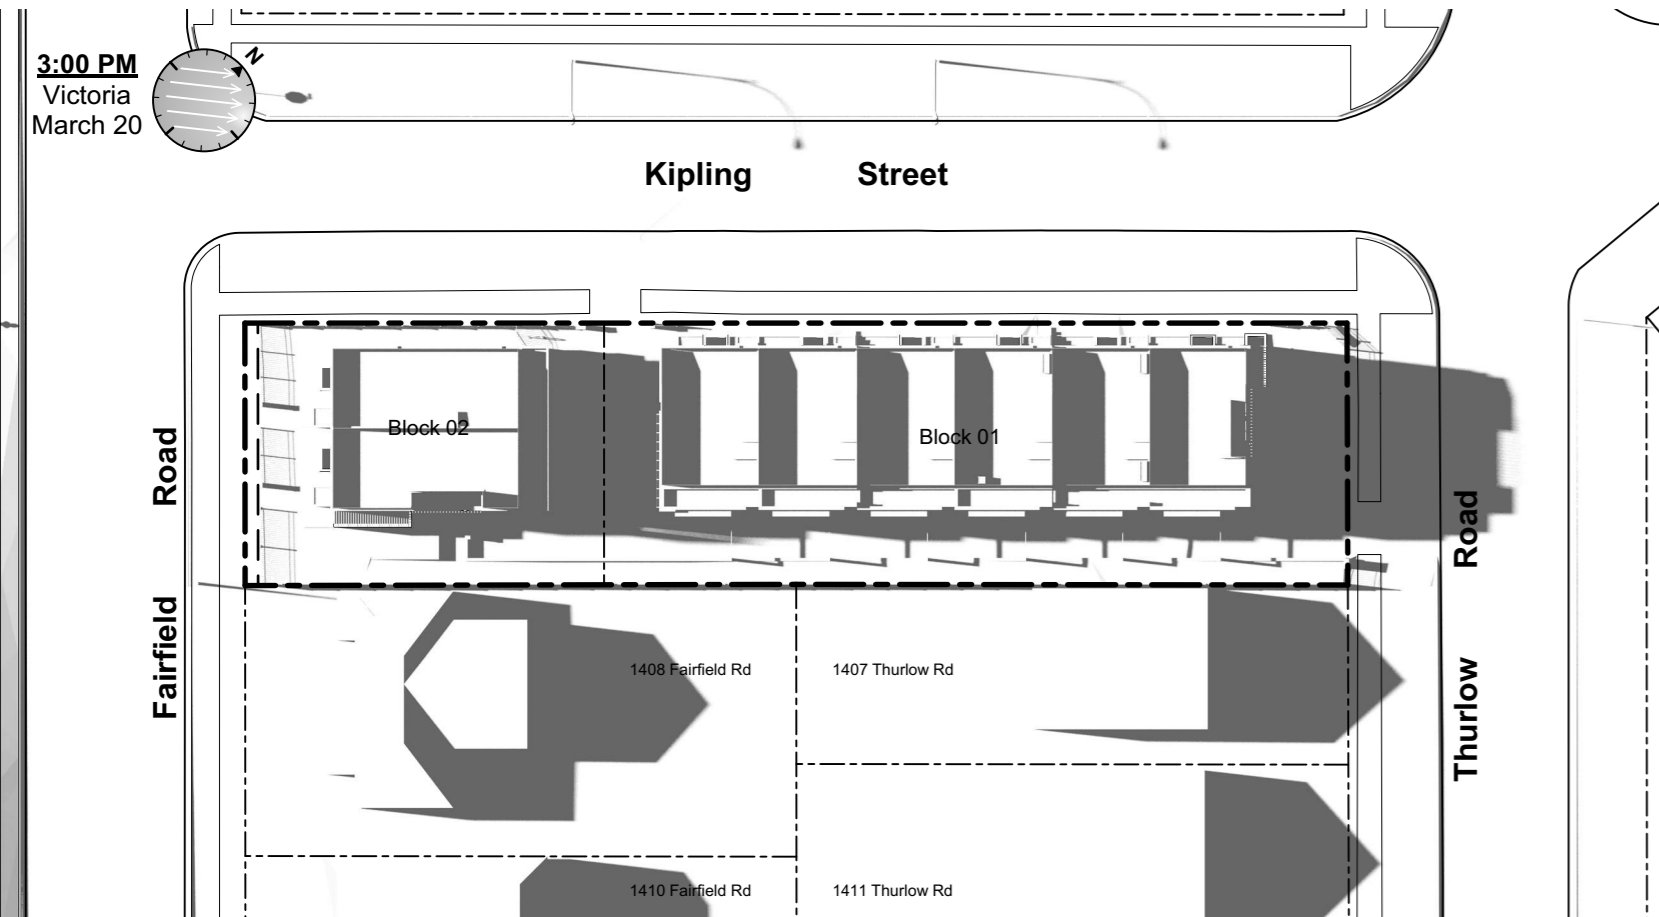 3:00 PM
Victoria
March 20
N
Kipling Street
Block 02
Block 01
Road
Fairfield
Road
Thurlow
1408 Fairfield Rd
1407 Thurlow Rd
1410 Fairfield Rd
1411 Thurlow Rd